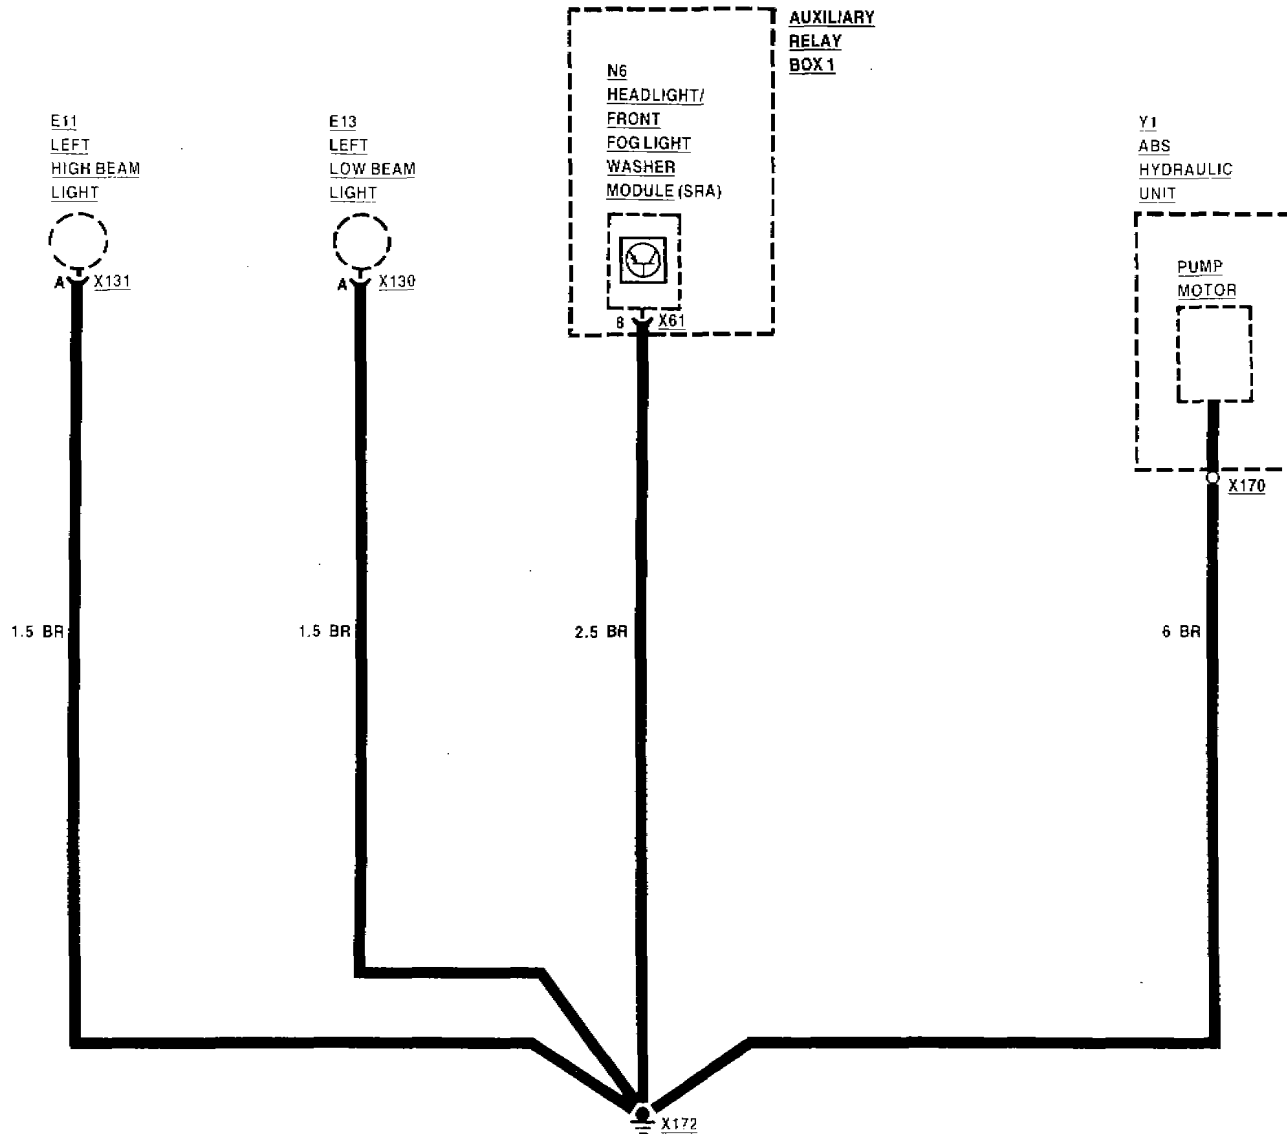 AUXILIARY
RELAY
BOX 1
N6
HEADLIGHT/
FRONT
FOG LIGHT
WASHER
MODULE (SRA)
E11
LEFT
HIGH BEAM
LIGHT
E13
LEFT
LOW BEAM
LIGHT
Y1
ABS
HYDRAULIC
UNIT
PUMP
MOTOR
A X131
A X130
8 X61
X170
1.5 BR
1.5 BR
2.5 BR
6 BR
X172